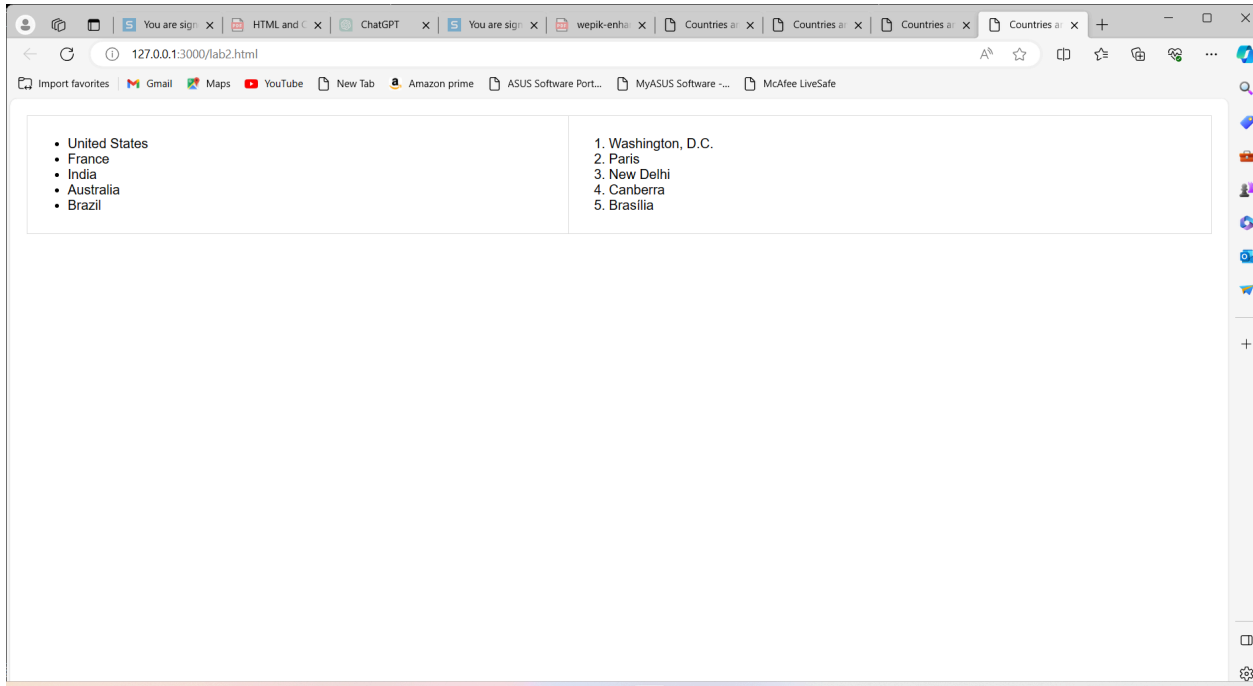 You are sign
HTML and C
ChatGPT
You are sign
wepik-enha
Countries ar
Countries ar
Countries ar
Countries ar
127.0.0.1:3000/lab2.html
Import favorites
Gmail
Maps
YouTube
New Tab
Amazon prime
ASUS Software Port...
MyASUS Software -...
McAfee LiveSafe
• United States
• France
• India
• Australia
• Brazil
1. Washington, D.C.
2. Paris
3. New Delhi
4. Canberra
5. Brasília